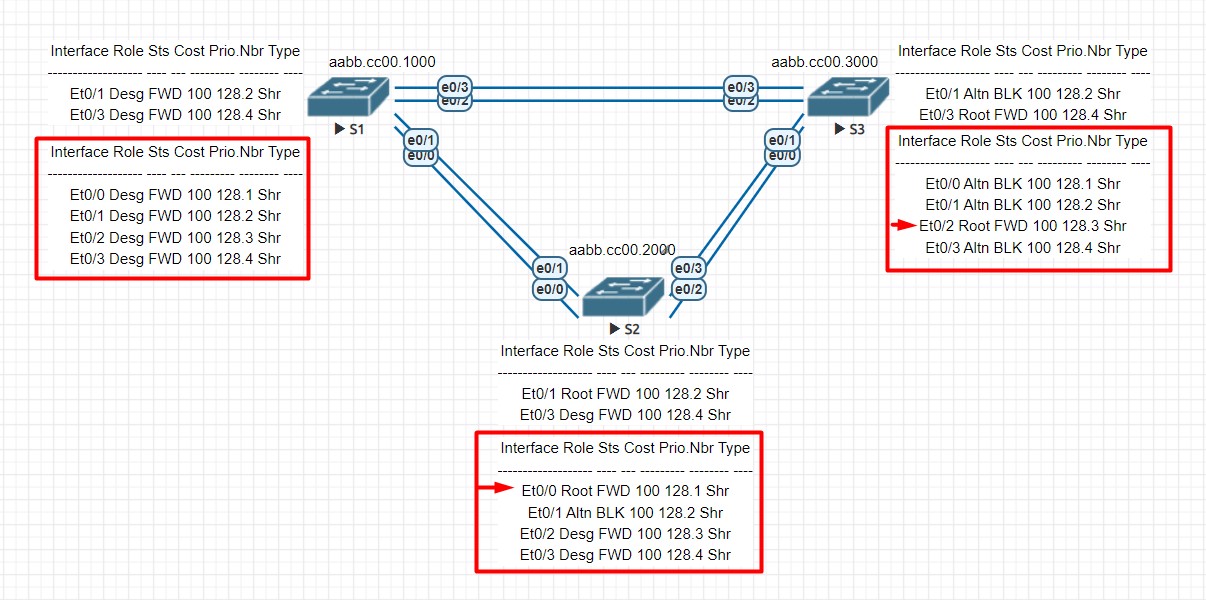 aabb.cc00.1000
aabb.cc00.3000
Interface Role Sts Cost Prio.Nbr Type
------------------- ---- --- --------- -------- ----
Et0/1 Desg FWD 100 128.2 Shr
Et0/3 Desg FWD 100 128.4 Shr
Interface Role Sts Cost Prio.Nbr Type
------------------- ---- --- --------- -------- ----
Et0/0 Desg FWD 100 128.1 Shr
Et0/1 Desg FWD 100 128.2 Shr
Et0/2 Desg FWD 100 128.3 Shr
Et0/3 Desg FWD 100 128.4 Shr
S1
e0/3
e0/2
e0/1
e0/0
e0/3
e0/2
e0/1
e0/0
S3
Interface Role Sts Cost Prio.Nbr Type
------------------- ---- --- --------- -------- ----
Et0/1 Altn BLK 100 128.2 Shr
Et0/3 Root FWD 100 128.4 Shr
Interface Role Sts Cost Prio.Nbr Type
------------------- ---- --- --------- -------- ----
Et0/0 Altn BLK 100 128.1 Shr
Et0/1 Altn BLK 100 128.2 Shr
Et0/2 Root FWD 100 128.3 Shr
Et0/3 Altn BLK 100 128.4 Shr
aabb.cc00.2000
e0/1
e0/0
e0/3
e0/2
S2
Interface Role Sts Cost Prio.Nbr Type
------------------- ---- --- --------- -------- ----
Et0/1 Root FWD 100 128.2 Shr
Et0/3 Desg FWD 100 128.4 Shr
Interface Role Sts Cost Prio.Nbr Type
------------------- ---- --- --------- -------- ----
Et0/0 Root FWD 100 128.1 Shr
Et0/1 Altn BLK 100 128.2 Shr
Et0/2 Desg FWD 100 128.3 Shr
Et0/3 Desg FWD 100 128.4 Shr